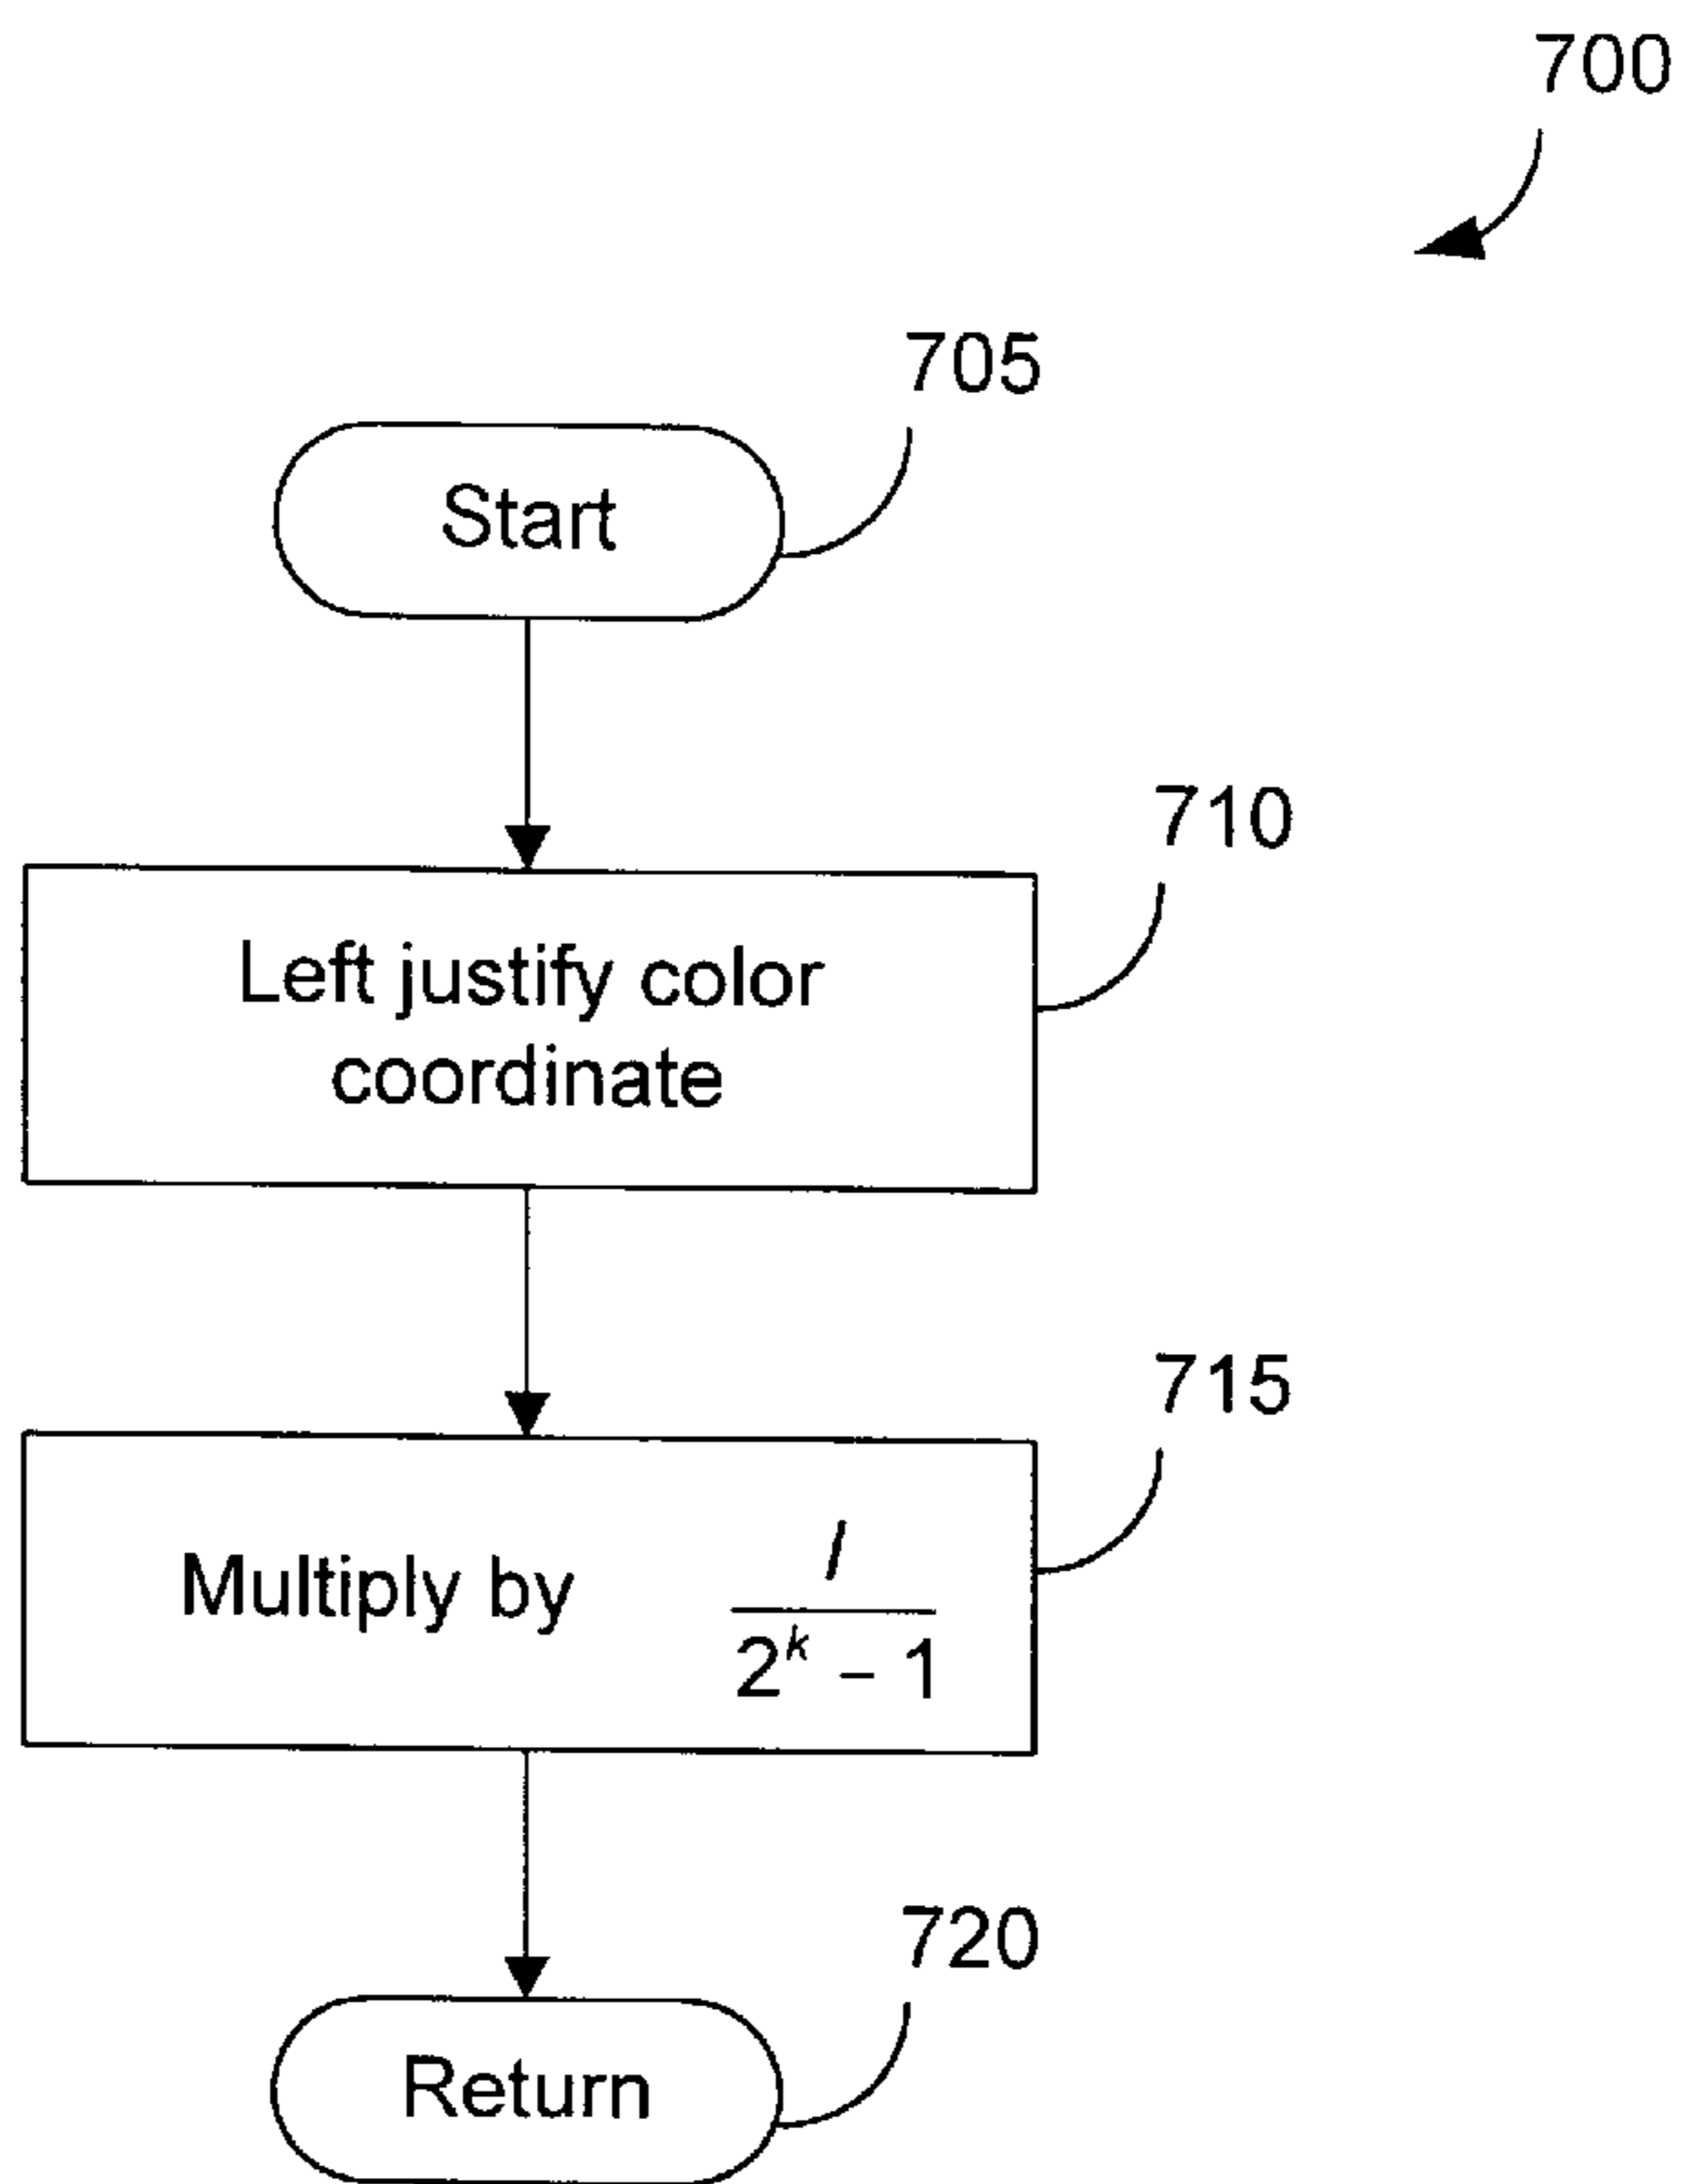 700
705
Start
710
Left justify color
coordinate
715
Multiply by I / 2^k – 1
720
Return